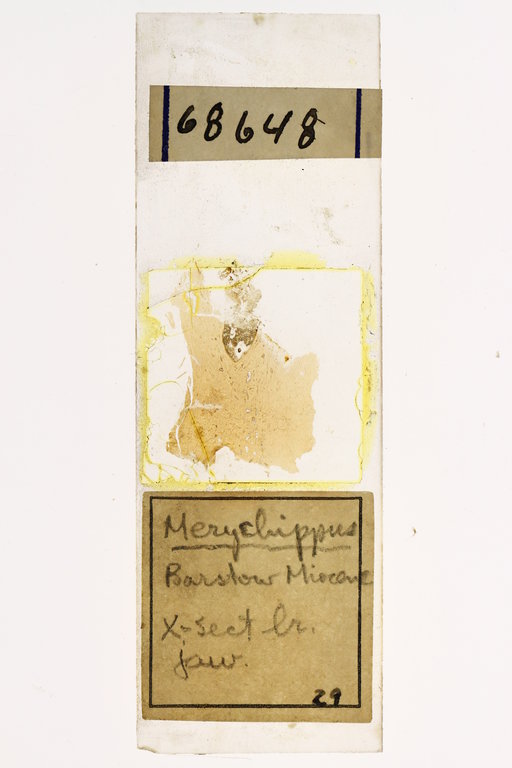 68648
Merychippus
Barstow Miocene
X-sect lr.
jaw.
29